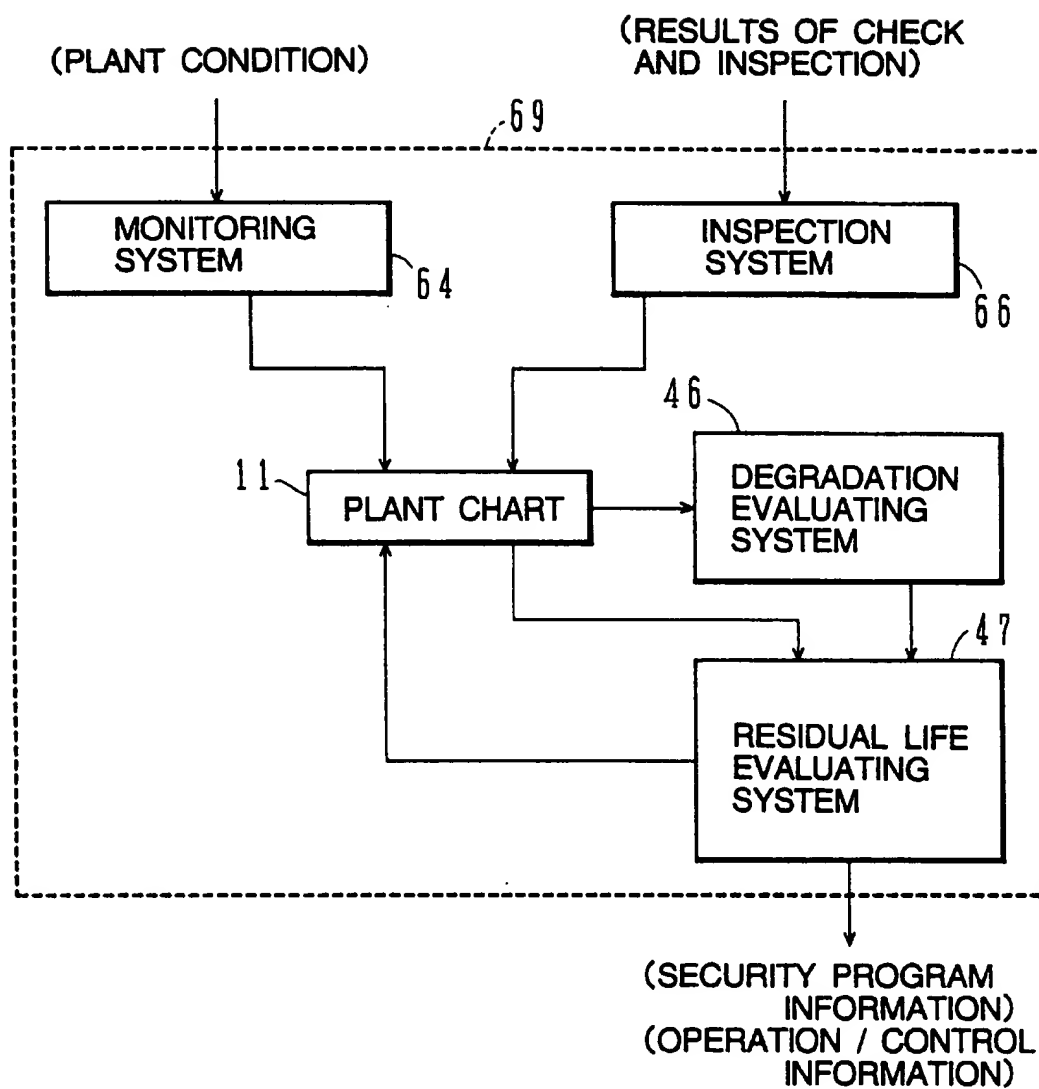 (PLANT CONDITION)
(RESULTS OF CHECK
AND INSPECTION)
69
MONITORING
SYSTEM
64
INSPECTION
SYSTEM
66
46
11
PLANT CHART
DEGRADATION
EVALUATING
SYSTEM
47
RESIDUAL LIFE
EVALUATING
SYSTEM
(SECURITY PROGRAM
INFORMATION)
(OPERATION / CONTROL
INFORMATION)